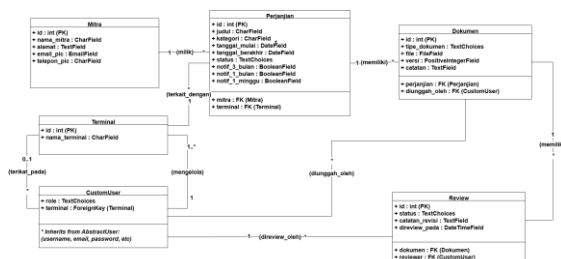 Mitra
+ id : int (PK)
+ nama_mitra : CharField
+ alamat : TextField
+ email_pic : EmailField
+ telepon_pic : CharField
1
(milik)
*
Perjanjian
+ id : int (PK)
+ judul : CharField
+ kategori : CharField
+ tanggal_mulai : DateField
+ tanggal_berakhir : DateField
+ status : TextChoices
+ notif_3_bulan : BooleanField
+ notif_1_bulan : BooleanField
+ notif_1_minggu : BooleanField
+ mitra : FK (Mitra)
+ terminal : FK (Terminal)
1
(memiliki)
*
Dokumen
+ id : int (PK)
+ tipe_dokumen : TextChoices
+ file : FileField
+ versi : PositiveIntegerField
+ catatan : TextField
+ perjanjian : FK (Perjanjian)
+ diunggah_oleh : FK (CustomUser)
*
(terkait_dengan)
1
Terminal
+ id : int (PK)
+ nama_terminal : CharField
0..1
(terikat_pada)
*
1..*
(mengelola)
1
(diunggah_oleh)
1
(memilik
*
CustomUser
+ role : TextChoices
+ terminal : ForeignKey (Terminal)
* Inherits from AbstractUser:
(username, email, password, etc)
1
(direview_oleh)
*
Review
+ id : int (PK)
+ status : TextChoices
+ catatan_revisi : TextField
+ direview_pada : DateTimeField
+ dokumen : FK (Dokumen)
+ reviewer : FK (CustomUser)